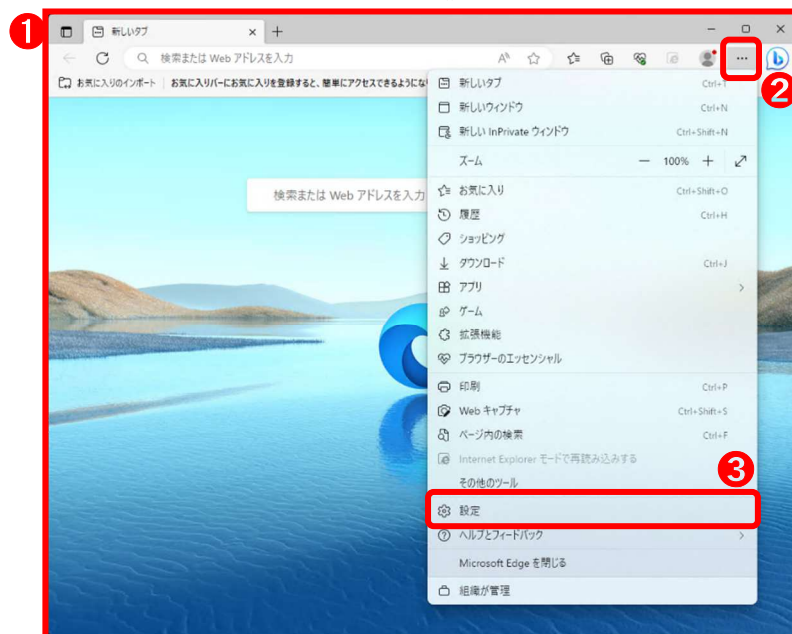 1
新しいタブ
検索または Web アドレスを入力
2
お気に入りのインポート お気に入りバーにお気に入りを登録すると、簡単にアクセスできるようにな
新しいタブ Ctrl+T
新しいウィンドウ Ctrl+N
新しい InPrivate ウィンドウ Ctrl+Shift+N
ズーム 100%
検索または Web アドレスを入力
お気に入り Ctrl+Shift+O
履歴 Ctrl+H
ショッピング
ダウンロード Ctrl+J
アプリ
ゲーム
拡張機能
ブラウザーのエッセンシャル
印刷 Ctrl+P
Web キャプチャ Ctrl+Shift+S
ページ内の検索 Ctrl+F
Internet Explorer モードで再読み込みする
その他のツール
3
設定
ヘルプとフィードバック
Microsoft Edge を閉じる
組織が管理